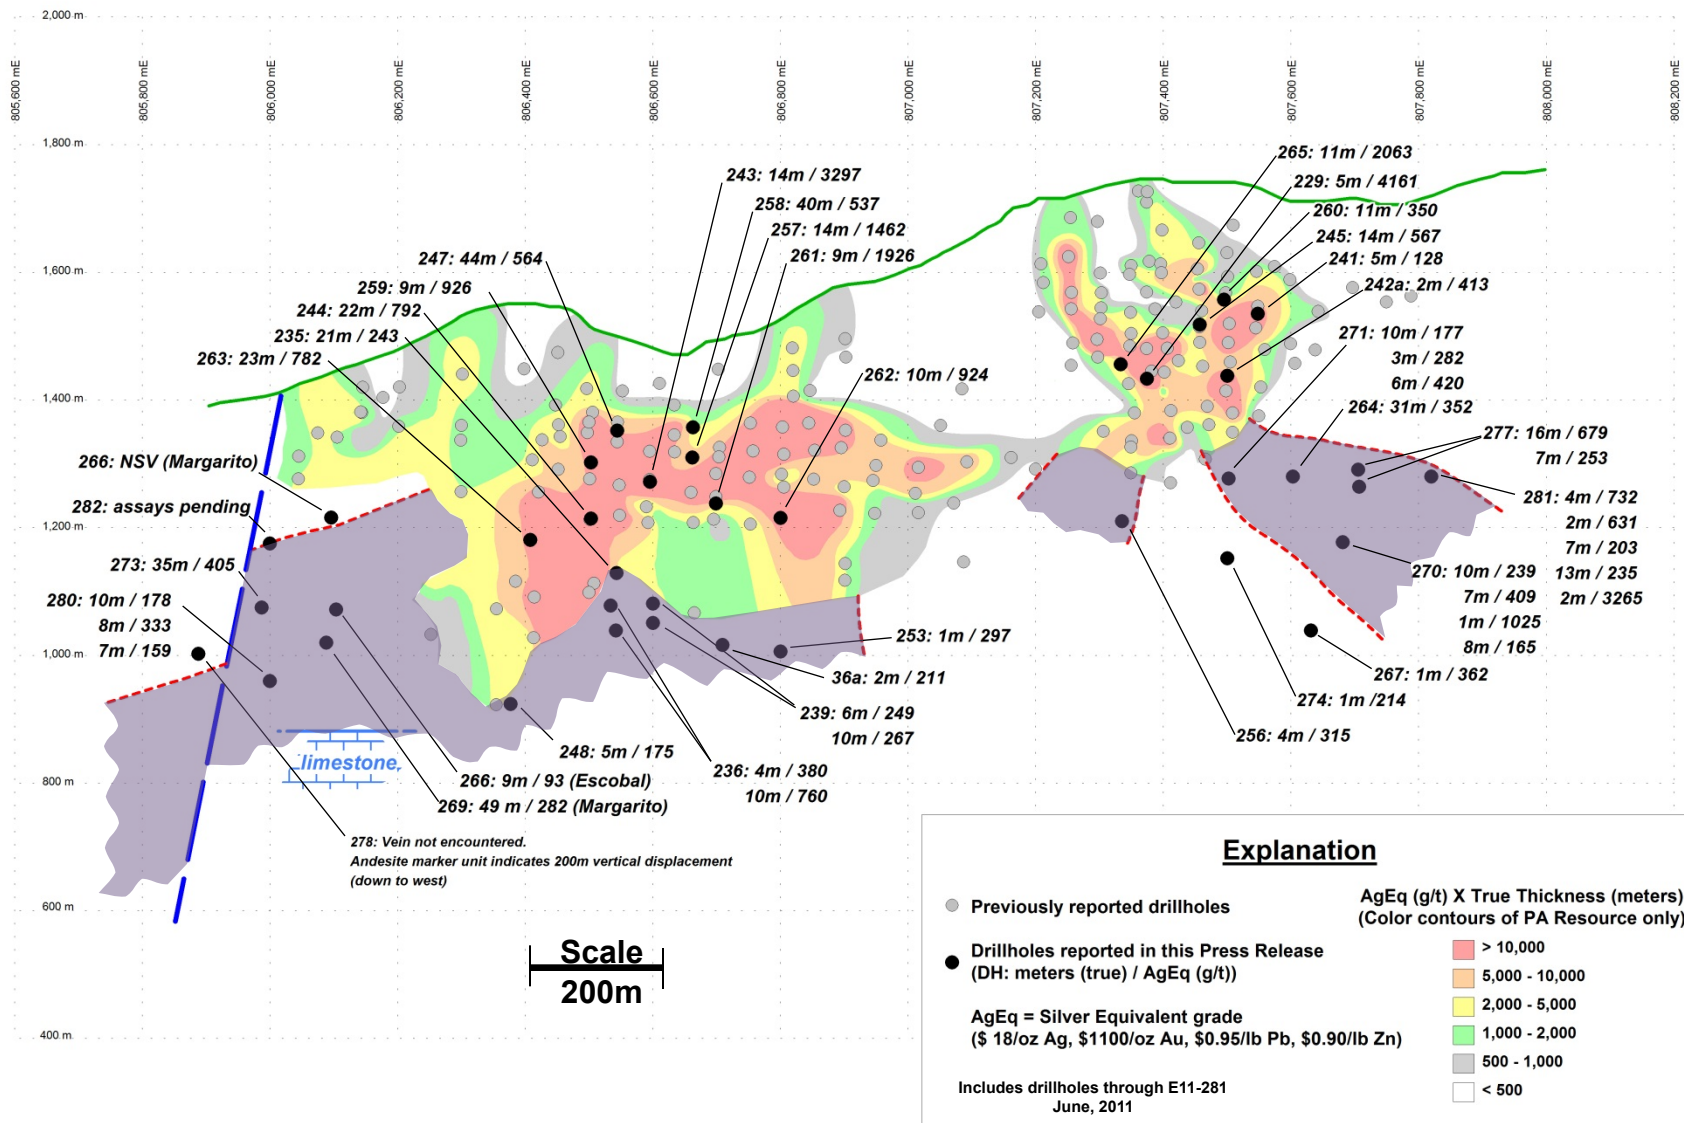 2,000 m
805,600 mE
805,800 mE
806,000 mE
806,200 mE
806,400 mE
806,600 mE
806,800 mE
807,000 mE
807,200 mE
807,400 mE
807,600 mE
807,800 mE
808,000 mE
808,200 mE
1,800 m
1,600 m
1,400 m
1,200 m
1,000 m
800 m
600 m
400 m
243: 14m / 3297
258: 40m / 537
257: 14m / 1462
261: 9m / 1926
247: 44m / 564
259: 9m / 926
244: 22m / 792
235: 21m / 243
263: 23m / 782
262: 10m / 924
265: 11m / 2063
229: 5m / 4161
260: 11m / 350
245: 14m / 567
241: 5m / 128
242a: 2m / 413
271: 10m / 177
3m / 282
6m / 420
264: 31m / 352
277: 16m / 679
7m / 253
281: 4m / 732
2m / 631
7m / 203
13m / 235
2m / 3265
270: 10m / 239
7m / 409
1m / 1025
8m / 165
267: 1m / 362
274: 1m /214
256: 4m / 315
266: NSV (Margarito)
282: assays pending
273: 35m / 405
280: 10m / 178
8m / 333
7m / 159
253: 1m / 297
36a: 2m / 211
239: 6m / 249
10m / 267
236: 4m / 380
10m / 760
248: 5m / 175
limestone
266: 9m / 93 (Escobal)
269: 49 m / 282 (Margarito)
278: Vein not encountered.
Andesite marker unit indicates 200m vertical displacement
(down to west)
Scale
200m
Explanation
Previously reported drillholes
Drillholes reported in this Press Release
(DH: meters (true) / AgEq (g/t))
AgEq = Silver Equivalent grade
($ 18/oz Ag, $1100/oz Au, $0.95/lb Pb, $0.90/lb Zn)
Includes drillholes through E11-281
June, 2011
AgEq (g/t) X True Thickness (meters)
(Color contours of PA Resource only)
> 10,000
5,000 - 10,000
2,000 - 5,000
1,000 - 2,000
500 - 1,000
< 500